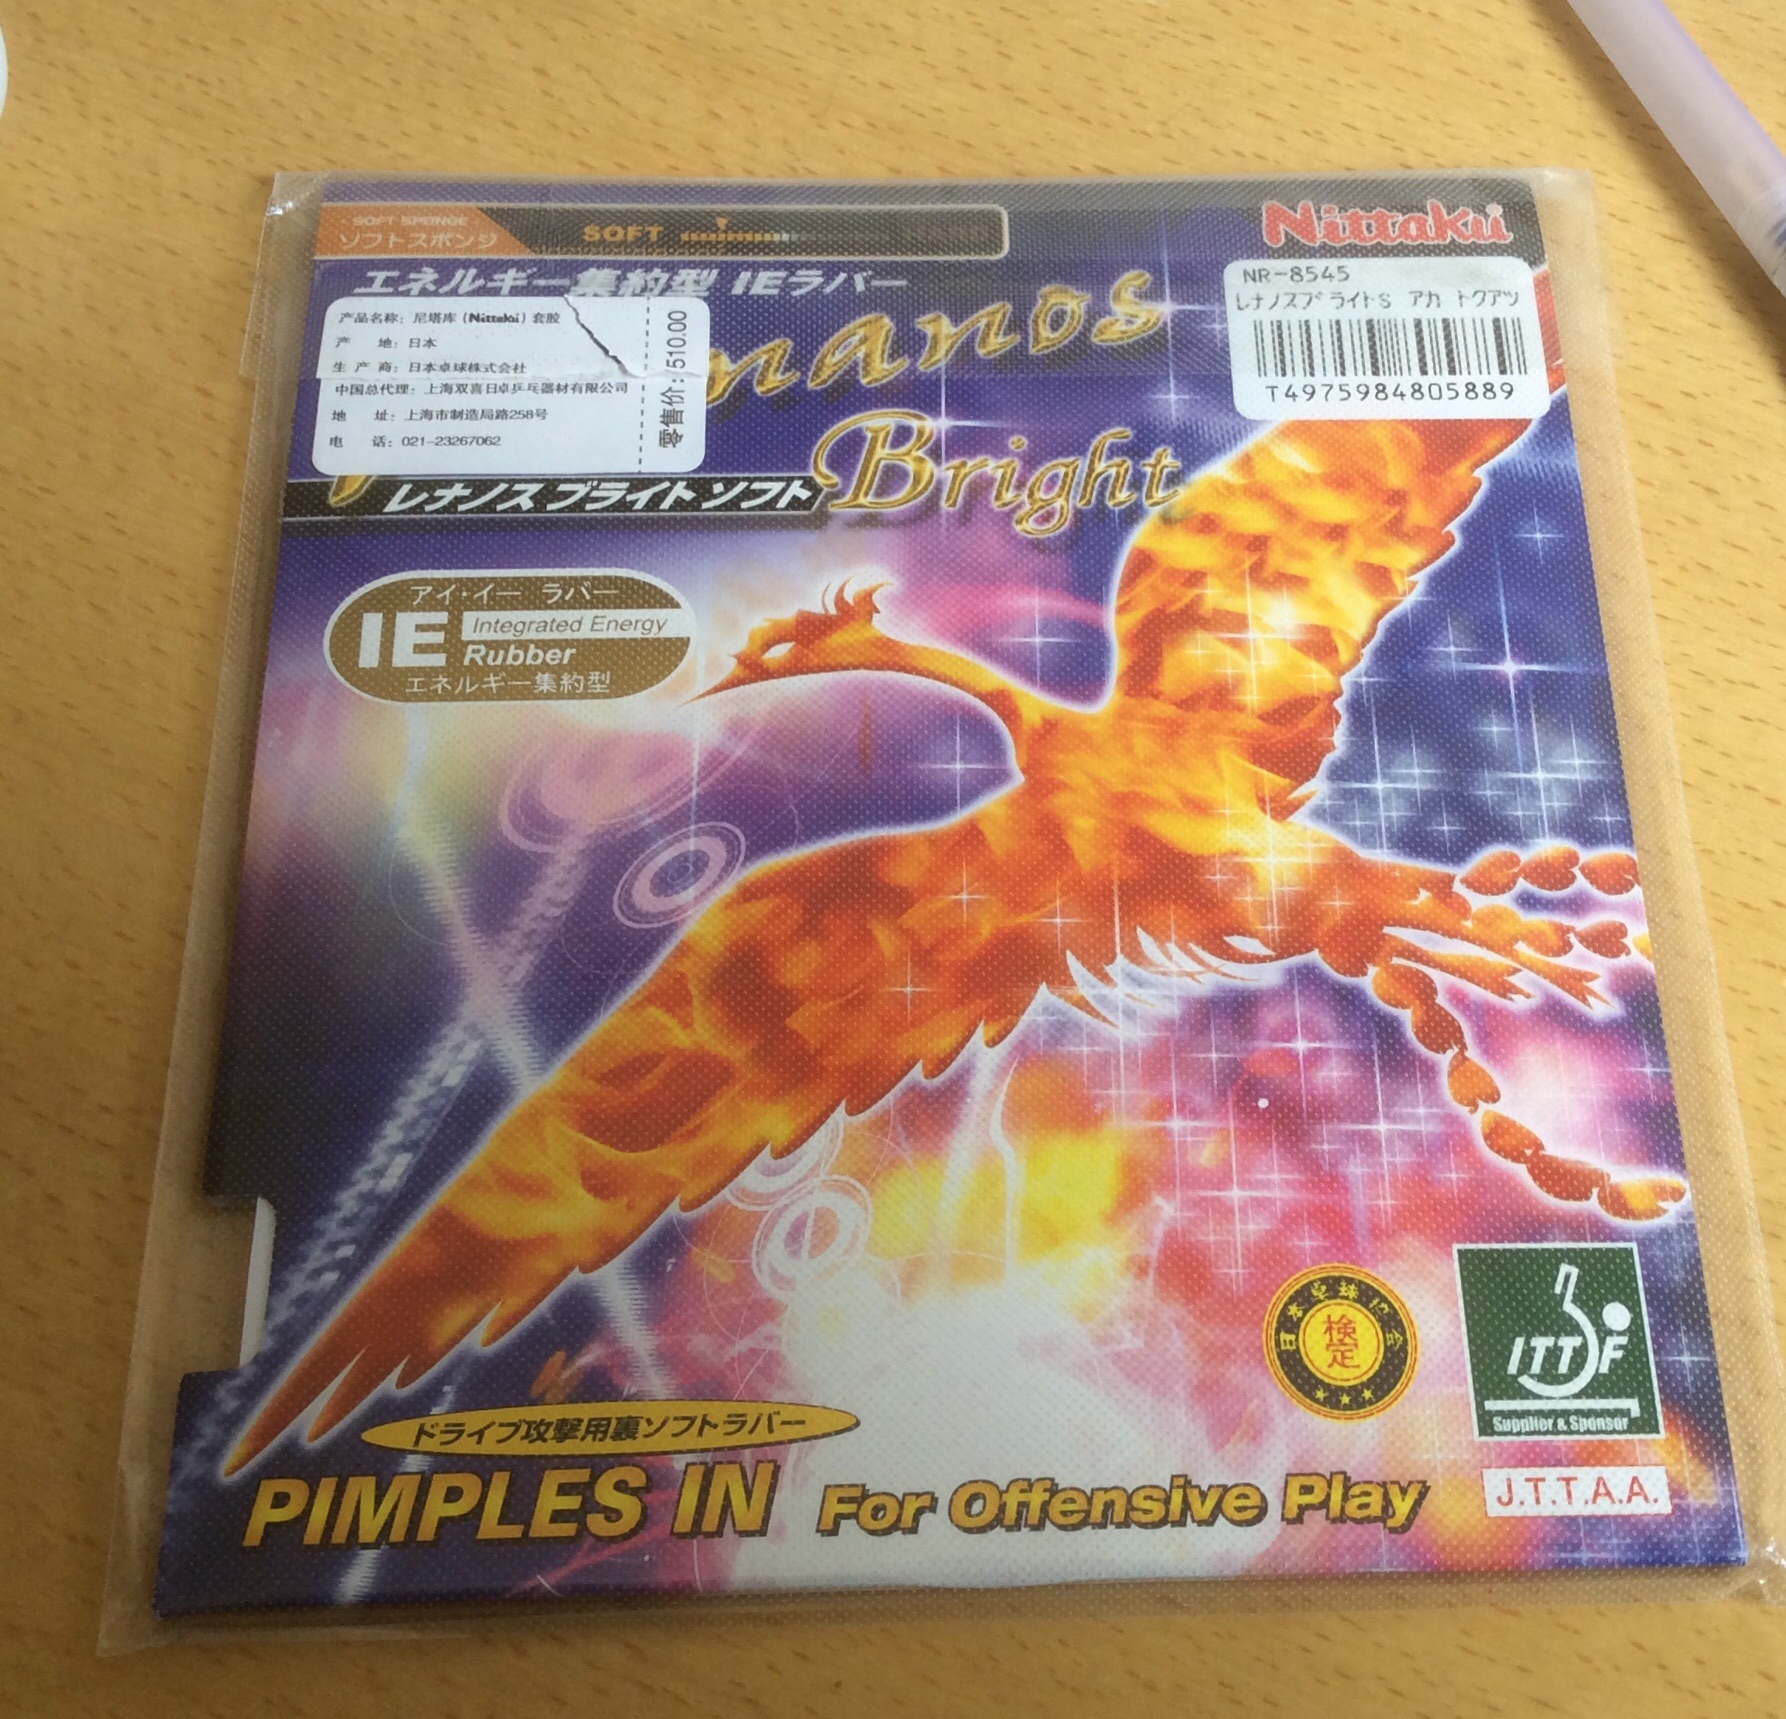 SOFT SPONGE
ソフトスポンジ
SOFT
Nittaku
エネルギー集約型 IEラバー
NR-8545
レナノスブライトS アカ トクアツ
T4975984805889
产品名称：尼塔库（Nittaku）套胶
产 地：日本
生产商：日本卓球株式会社
中国总代理：上海双喜日卓乒乓器材有限公司
地 址：上海市制造局路258号
电 话：021-23267062
零售价：510.00
nanos
Bright
レナノス ブライト ソフト
アイ・イー ラバー
IE Integrated Energy
Rubber
エネルギー集約型
日本卓球協会
検定
ITTF
Supplier & Sponsor
ドライブ攻撃用裏ソフトラバー
PIMPLES IN For Offensive Play
J.T.T.A.A.